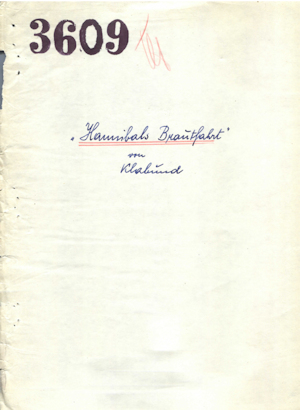 3609
"Hannibals Brautfahrt"
von
Klabund